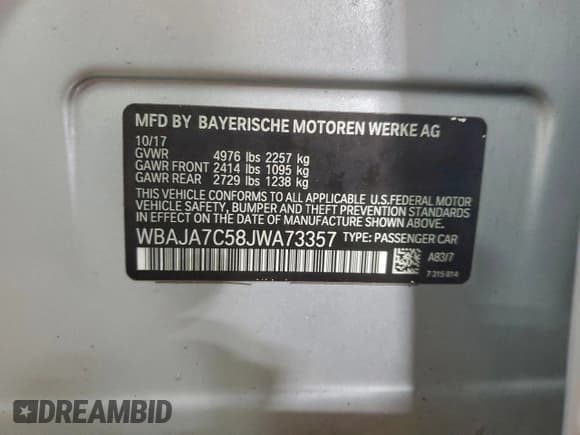 MFD BY BAYERISCHE MOTOREN WERKE AG
10/17
GVWR 4976 lbs 2257 kg
GAWR FRONT 2414 lbs 1095 kg
GAWR REAR 2729 lbs 1238 kg
THIS VEHICLE CONFORMS TO ALL APPLICABLE U.S.FEDERAL MOTOR
VEHICLE SAFETY, BUMPER AND THEFT PREVENTION STANDARDS
IN EFFECT ON THE DATE OF MANUFACTURE SHOWN ABOVE.
WBAJA7C58JWA73357 TYPE: PASSENGER CAR
A83/7
7 315 814
DREAMBID